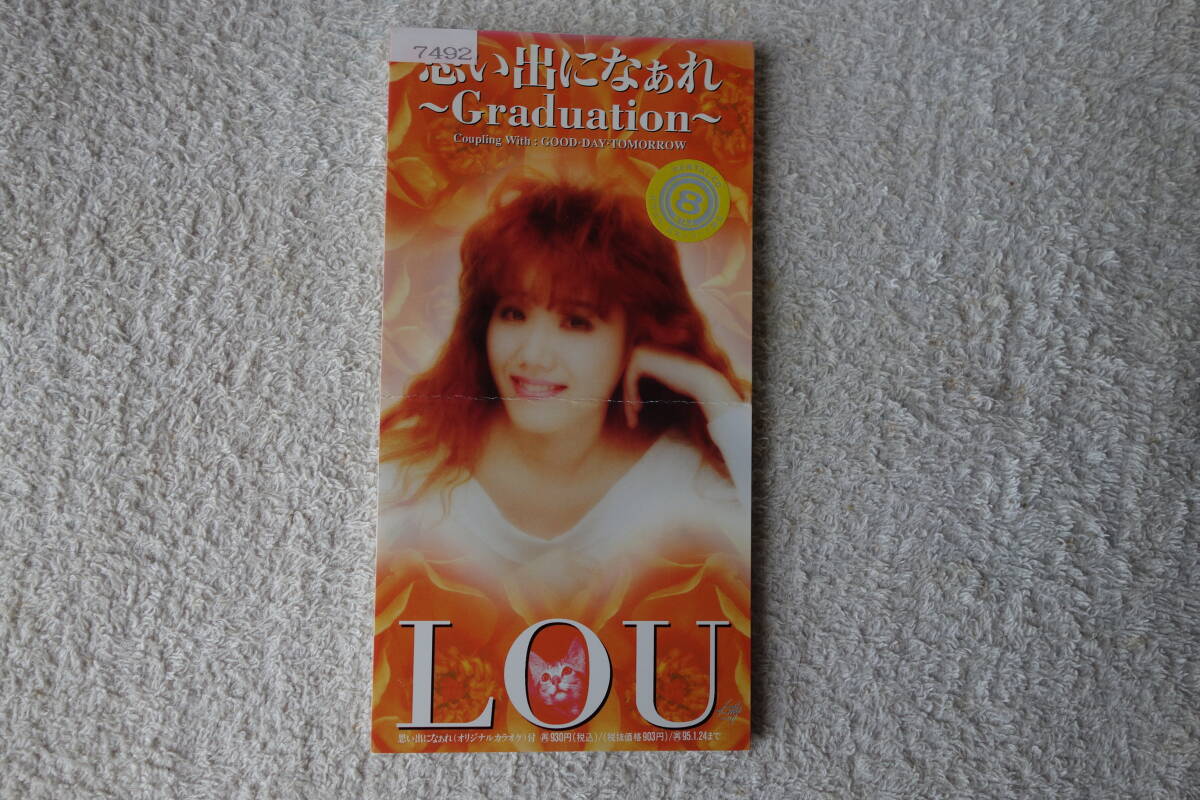 7492
思い出になぁれ
~Graduation~
Coupling With : GOOD・DAY・TOMORROW
8
LOU
思い出になぁれ(オリジナルカラオケ)付 再930円(税込)/(税抜価格903円)/再95.1.24まで